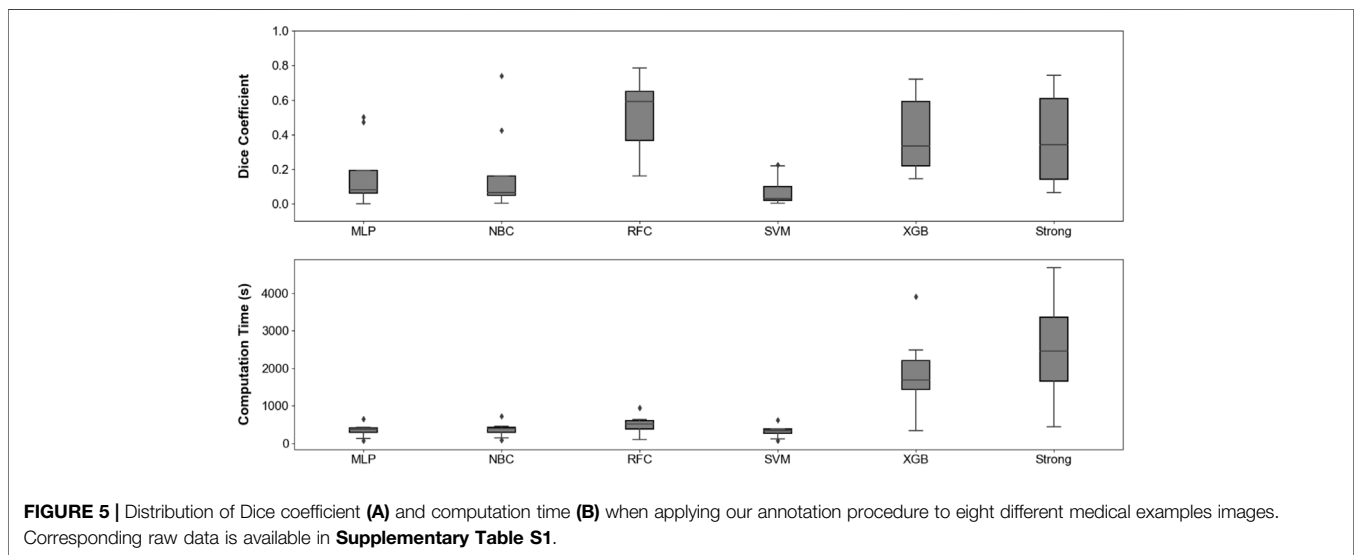 1.0
0.8
0.6
0.4
0.2
0.0
Dice Coefficient
MLP NBC RFC SVM XGB Strong
4000
3000
2000
1000
0
Computation Time (s)
MLP NBC RFC SVM XGB Strong
FIGURE 5 | Distribution of Dice coefficient (A) and computation time (B) when applying our annotation procedure to eight different medical examples images.
Corresponding raw data is available in Supplementary Table S1.